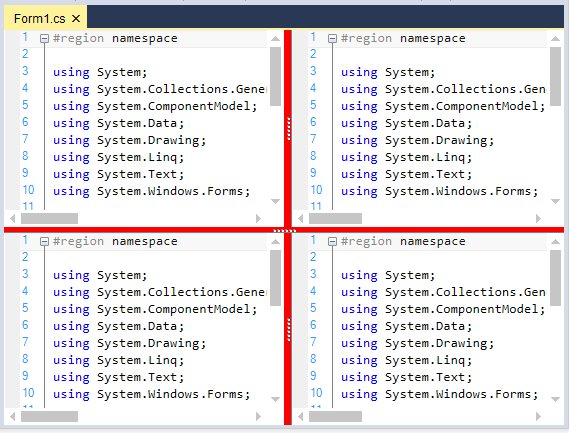 Form1.cs
1 #region namespace
2
3 using System;
4 using System.Collections.Gene
5 using System.ComponentModel;
6 using System.Data;
7 using System.Drawing;
8 using System.Linq;
9 using System.Text;
10 using System.Windows.Forms;
11
1 #region namespace
2
3 using System;
4 using System.Collections.Gen
5 using System.ComponentModel;
6 using System.Data;
7 using System.Drawing;
8 using System.Linq;
9 using System.Text;
10 using System.Windows.Forms;
11
1 #region namespace
2
3 using System;
4 using System.Collections.Gene
5 using System.ComponentModel;
6 using System.Data;
7 using System.Drawing;
8 using System.Linq;
9 using System.Text;
10 using System.Windows.Forms;
11
1 #region namespace
2
3 using System;
4 using System.Collections.Gen
5 using System.ComponentModel;
6 using System.Data;
7 using System.Drawing;
8 using System.Linq;
9 using System.Text;
10 using System.Windows.Forms;
11